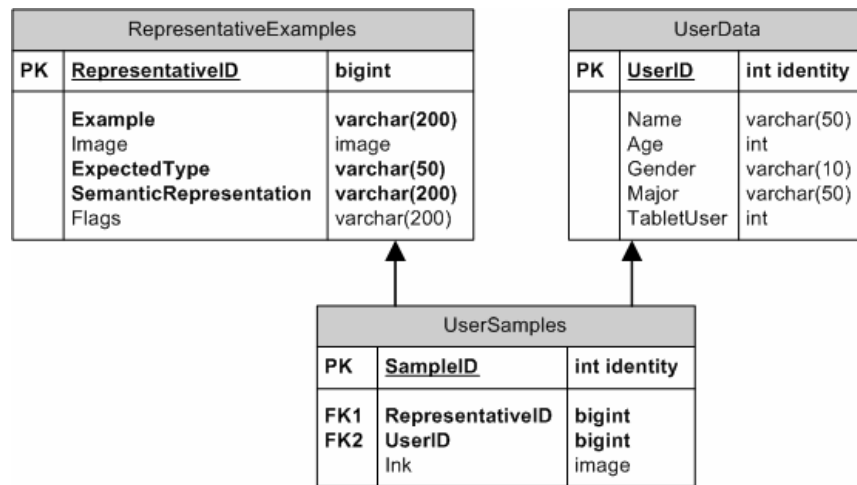 RepresentativeExamples
PK RepresentativeID bigint
Example varchar(200)
Image image
ExpectedType varchar(50)
SemanticRepresentation varchar(200)
Flags varchar(200)
UserData
PK UserID int identity
Name varchar(50)
Age int
Gender varchar(10)
Major varchar(50)
TabletUser int
UserSamples
PK SampleID int identity
FK1 RepresentativeID bigint
FK2 UserID bigint
Ink image